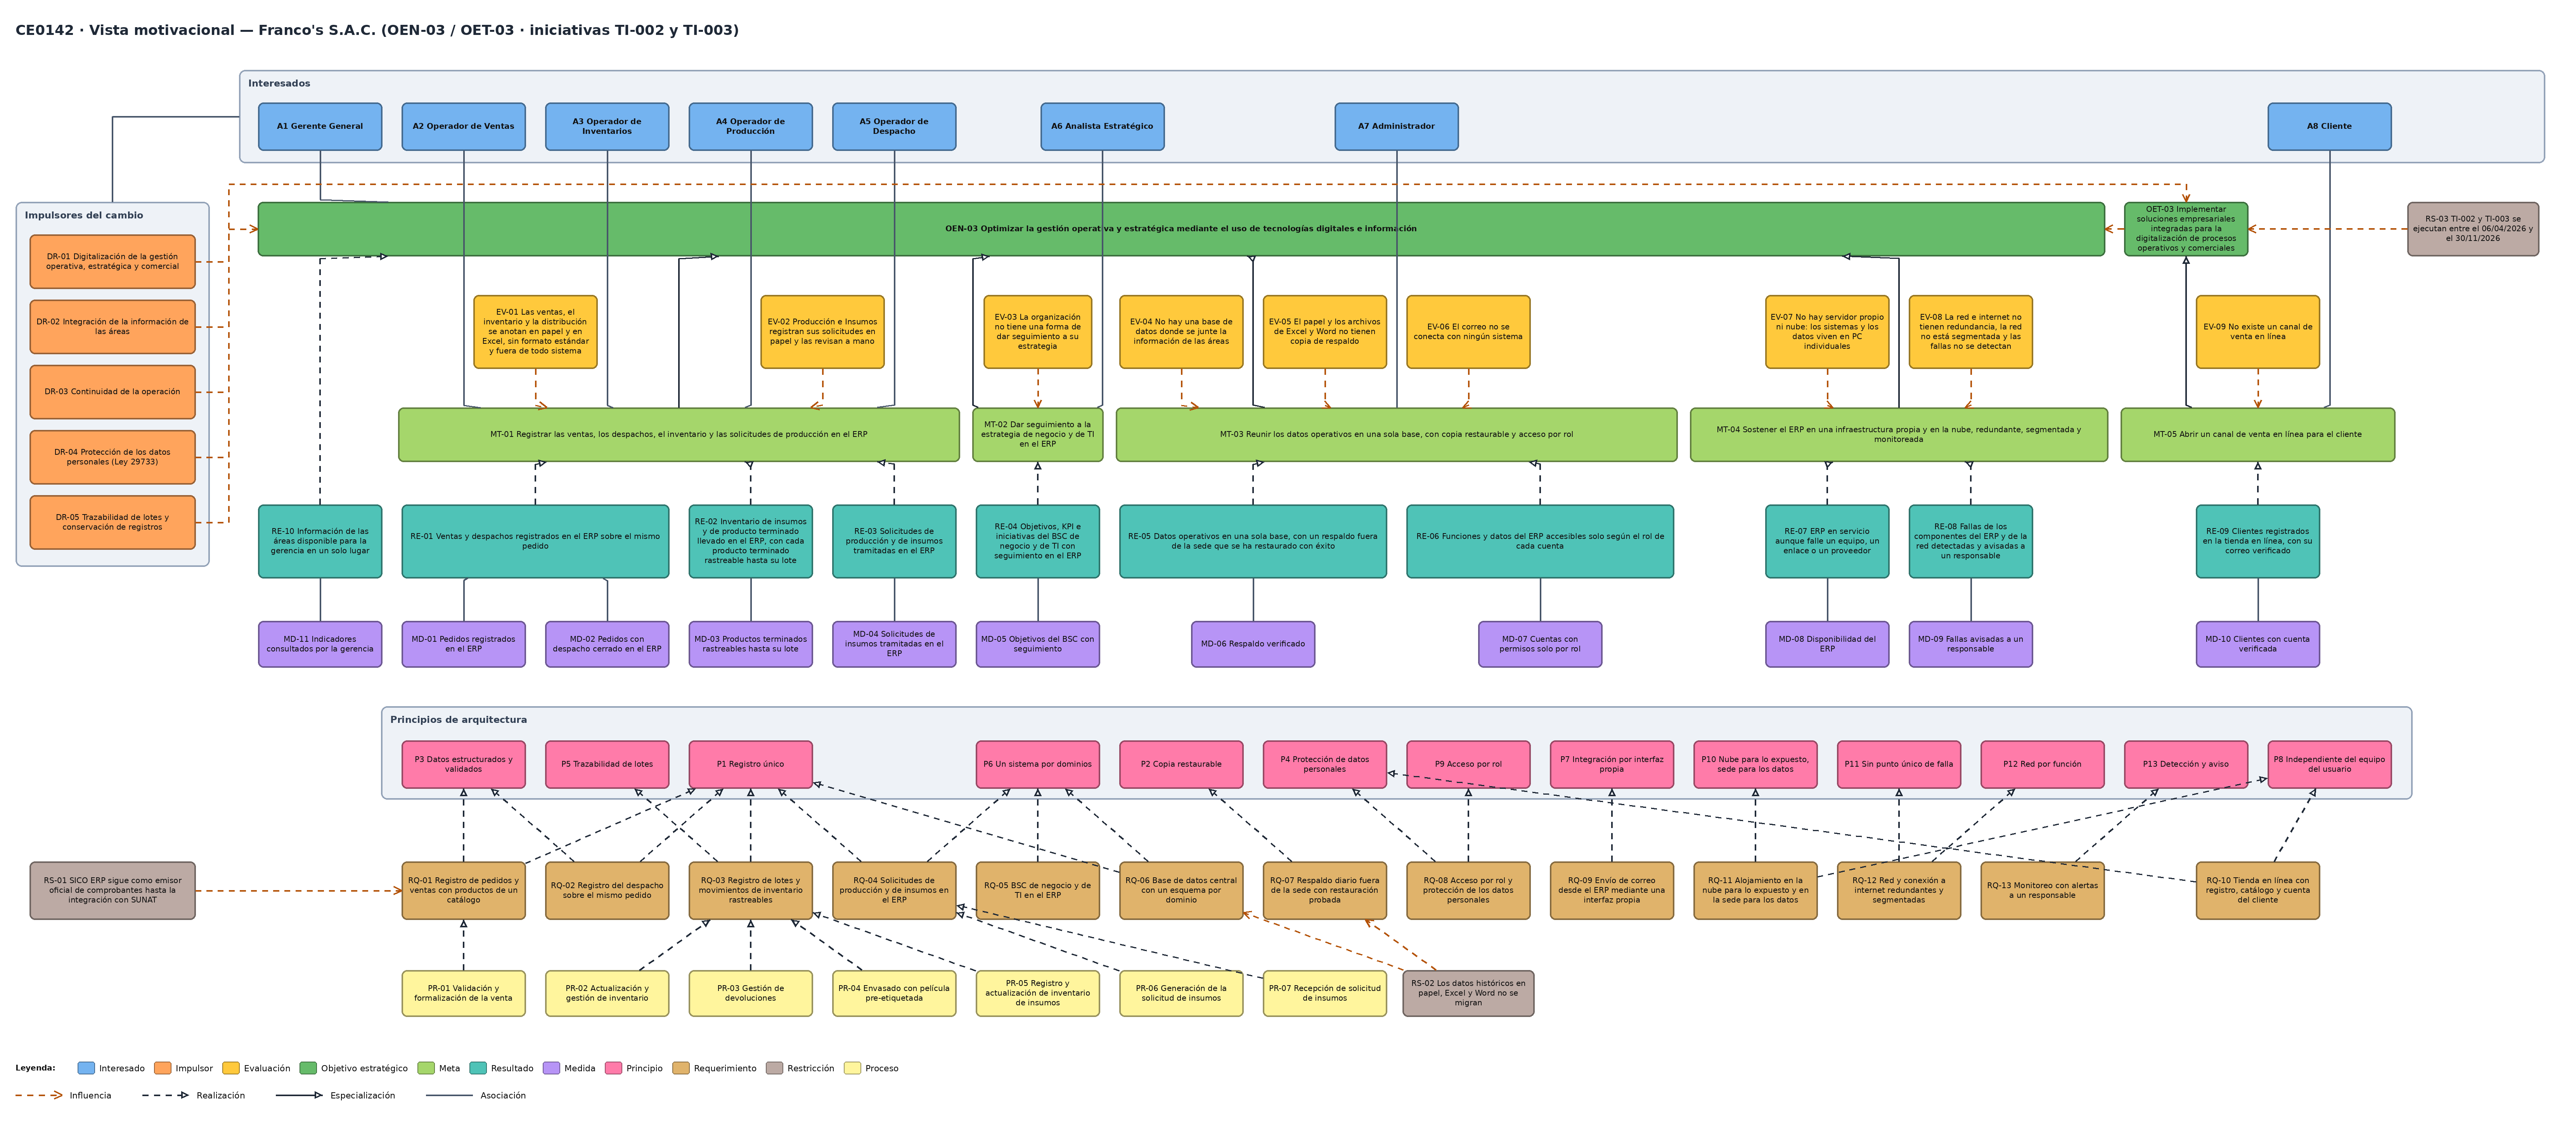 CE0142 · Vista motivacional — Franco's S.A.C. (OEN-03 / OET-03 · iniciativas TI-002 y TI-003)
Interesados
A1 Gerente General
A2 Operador de Ventas
A3 Operador de
Inventarios
A4 Operador de
Producción
A5 Operador de
Despacho
A6 Analista Estratégico
A7 Administrador
A8 Cliente
Impulsores del cambio
DR-01 Digitalización de la gestión
operativa, estratégica y comercial
DR-02 Integración de la información de
las áreas
DR-03 Continuidad de la operación
DR-04 Protección de los datos
personales (Ley 29733)
DR-05 Trazabilidad de lotes y
conservación de registros
OEN-03 Optimizar la gestión operativa y estratégica mediante el uso de tecnologías digitales e información
OET-03 Implementar
soluciones empresariales
integradas para la
digitalización de procesos
operativos y comerciales
RS-03 TI-002 y TI-003 se
ejecutan entre el 06/04/2026 y
el 30/11/2026
EV-01 Las ventas, el
inventario y la distribución
se anotan en papel y en
Excel, sin formato estándar
y fuera de todo sistema
EV-02 Producción e Insumos
registran sus solicitudes en
papel y las revisan a mano
EV-03 La organización
no tiene una forma de
dar seguimiento a su
estrategia
EV-04 No hay una base de
datos donde se junte la
información de las áreas
EV-05 El papel y los archivos
de Excel y Word no tienen
copia de respaldo
EV-06 El correo no se
conecta con ningún sistema
EV-07 No hay servidor propio
ni nube: los sistemas y los
datos viven en PC
individuales
EV-08 La red e internet no
tienen redundancia, la red
no está segmentada y las
fallas no se detectan
EV-09 No existe un canal de
venta en línea
MT-01 Registrar las ventas, los despachos, el inventario y las solicitudes de producción en el ERP
MT-02 Dar seguimiento a la
estrategia de negocio y de TI
en el ERP
MT-03 Reunir los datos operativos en una sola base, con copia restaurable y acceso por rol
MT-04 Sostener el ERP en una infraestructura propia y en la nube, redundante, segmentada y
monitoreada
MT-05 Abrir un canal de venta en línea para el cliente
RE-10 Información de las
áreas disponible para la
gerencia en un solo lugar
RE-01 Ventas y despachos registrados en el ERP sobre el mismo
pedido
RE-02 Inventario de insumos
y de producto terminado
llevado en el ERP, con cada
producto terminado
rastreable hasta su lote
RE-03 Solicitudes de
producción y de insumos
tramitadas en el ERP
RE-04 Objetivos, KPI e
iniciativas del BSC de
negocio y de TI con
seguimiento en el ERP
RE-05 Datos operativos en una sola base, con un respaldo fuera
de la sede que se ha restaurado con éxito
RE-06 Funciones y datos del ERP accesibles solo según el rol de
cada cuenta
RE-07 ERP en servicio
aunque falle un equipo, un
enlace o un proveedor
RE-08 Fallas de los
componentes del ERP y de la
red detectadas y avisadas a
un responsable
RE-09 Clientes registrados
en la tienda en línea, con su
correo verificado
MD-11 Indicadores
consultados por la gerencia
MD-01 Pedidos registrados
en el ERP
MD-02 Pedidos con
despacho cerrado en el ERP
MD-03 Productos terminados
rastreables hasta su lote
MD-04 Solicitudes de
insumos tramitadas en el
ERP
MD-05 Objetivos del BSC con
seguimiento
MD-06 Respaldo verificado
MD-07 Cuentas con
permisos solo por rol
MD-08 Disponibilidad del
ERP
MD-09 Fallas avisadas a un
responsable
MD-10 Clientes con cuenta
verificada
Principios de arquitectura
P3 Datos estructurados y
validados
P5 Trazabilidad de lotes
P1 Registro único
P6 Un sistema por dominios
P2 Copia restaurable
P4 Protección de datos
personales
P9 Acceso por rol
P7 Integración por interfaz
propia
P10 Nube para lo expuesto,
sede para los datos
P11 Sin punto único de falla
P12 Red por función
P13 Detección y aviso
P8 Independiente del equipo
del usuario
RS-01 SICO ERP sigue como emisor
oficial de comprobantes hasta la
integración con SUNAT
RQ-01 Registro de pedidos y
ventas con productos de un
catálogo
RQ-02 Registro del despacho
sobre el mismo pedido
RQ-03 Registro de lotes y
movimientos de inventario
rastreables
RQ-04 Solicitudes de
producción y de insumos en
el ERP
RQ-05 BSC de negocio y de
TI en el ERP
RQ-06 Base de datos central
con un esquema por
dominio
RQ-07 Respaldo diario fuera
de la sede con restauración
probada
RQ-08 Acceso por rol y
protección de los datos
personales
RQ-09 Envío de correo
desde el ERP mediante una
interfaz propia
RQ-11 Alojamiento en la
nube para lo expuesto y en
la sede para los datos
RQ-12 Red y conexión a
internet redundantes y
segmentadas
RQ-13 Monitoreo con alertas
a un responsable
RQ-10 Tienda en línea con
registro, catálogo y cuenta
del cliente
PR-01 Validación y
formalización de la venta
PR-02 Actualización y
gestión de inventario
PR-03 Gestión de
devoluciones
PR-04 Envasado con película
pre-etiquetada
PR-05 Registro y
actualización de inventario
de insumos
PR-06 Generación de la
solicitud de insumos
PR-07 Recepción de solicitud
de insumos
RS-02 Los datos históricos en
papel, Excel y Word no se
migran
Leyenda:
Interesado
Impulsor
Evaluación
Objetivo estratégico
Meta
Resultado
Medida
Principio
Requerimiento
Restricción
Proceso
Influencia
Realización
Especialización
Asociación